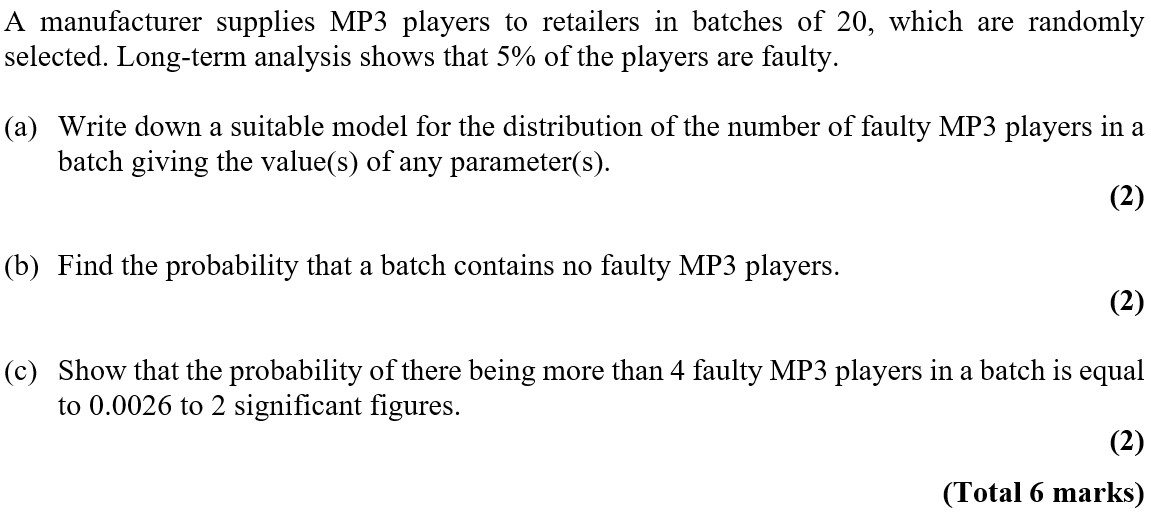 A manufacturer supplies MP3 players to retailers in batches of 20, which are randomly
selected. Long-term analysis shows that 5% of the players are faulty.
(a) Write down a suitable model for the distribution of the number of faulty MP3 players in a
batch giving the value(s) of any parameter(s).
(2)
(b) Find the probability that a batch contains no faulty MP3 players.
(2)
(c) Show that the probability of there being more than 4 faulty MP3 players in a batch is equal
to 0.0026 to 2 significant figures.
(2)
(Total 6 marks)